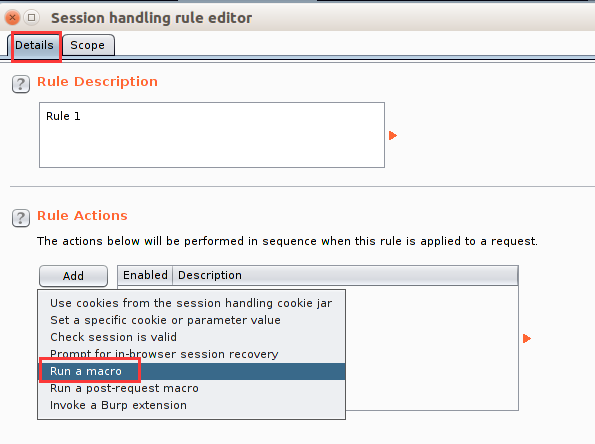 Session handling rule editor
Details Scope
? Rule Description
Rule 1
? Rule Actions
The actions below will be performed in sequence when this rule is applied to a request.
Add Enabled Description
Use cookies from the session handling cookie jar
Set a specific cookie or parameter value
Check session is valid
Prompt for in-browser session recovery
Run a macro
Run a post-request macro
Invoke a Burp extension